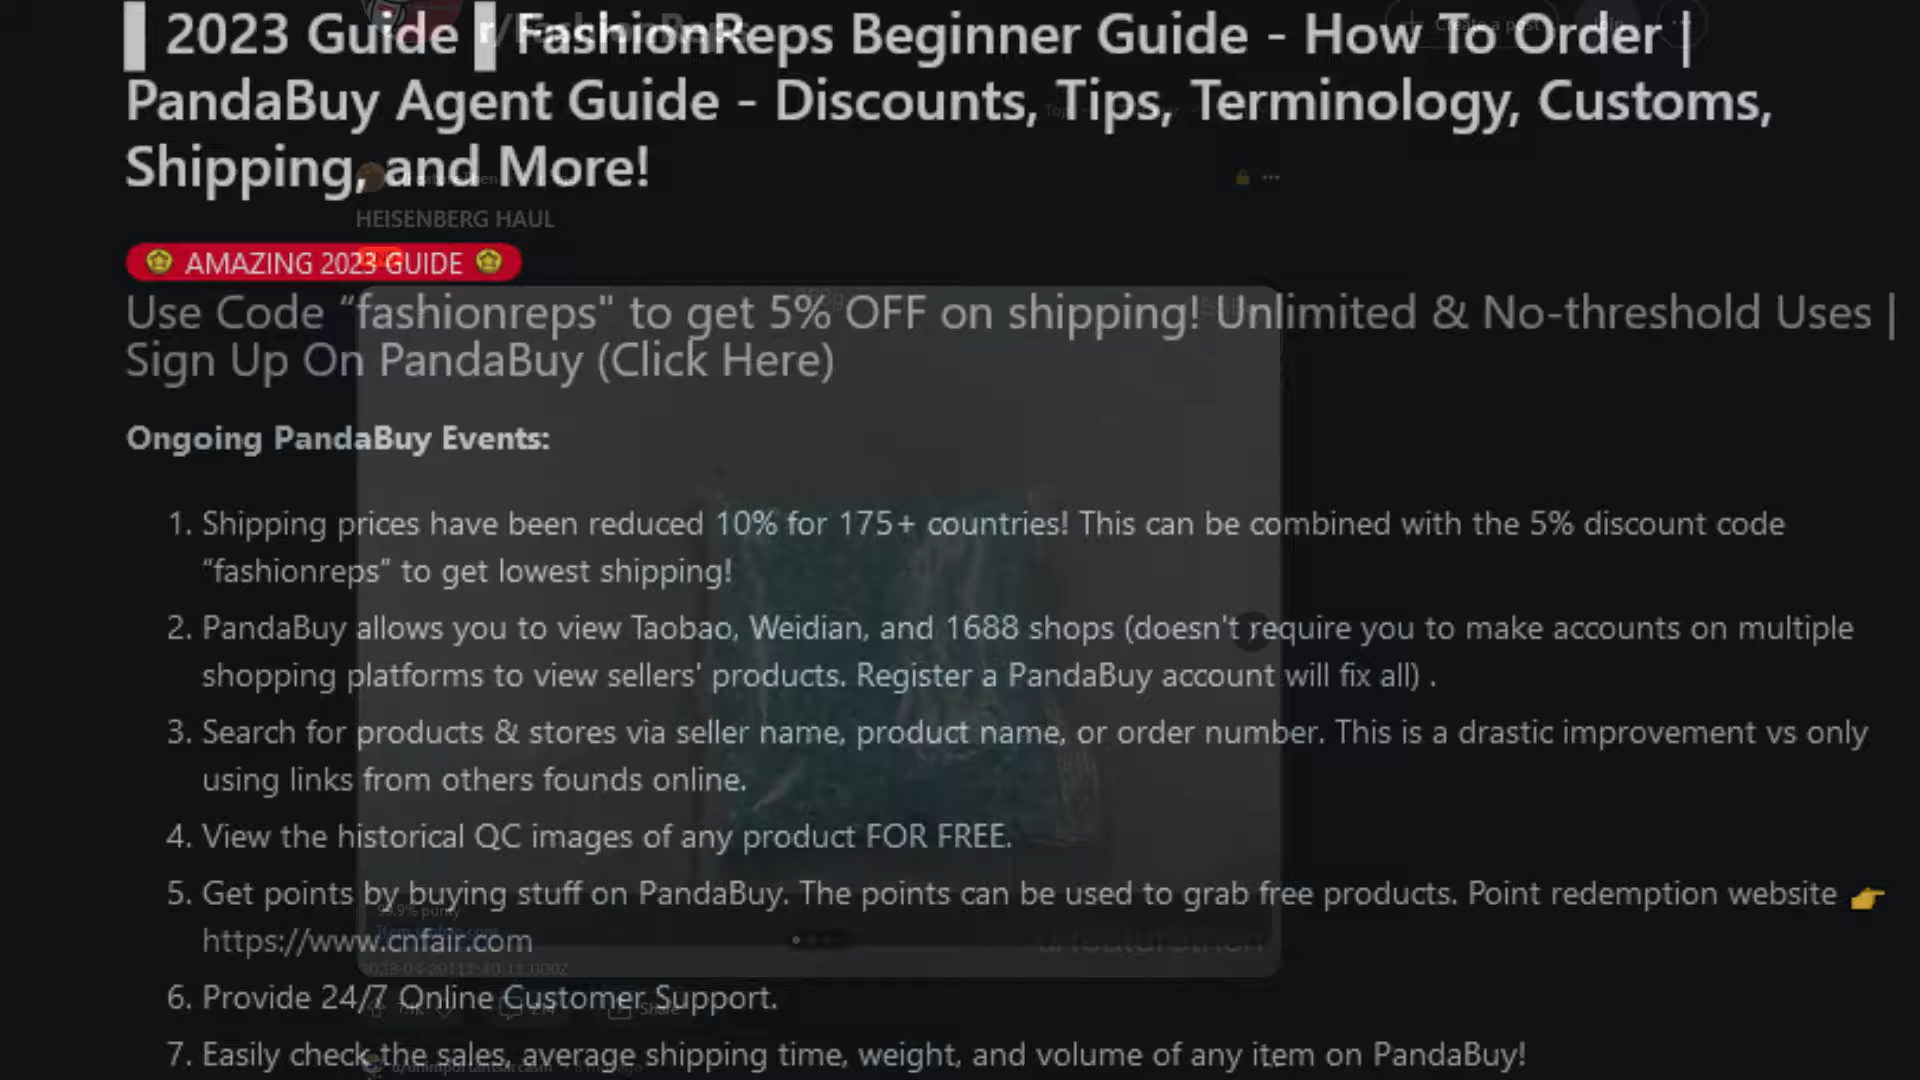 2023 Guide FashionReps Beginner Guide - How To Order |
PandaBuy Agent Guide - Discounts, Tips, Terminology, Customs,
Shipping, and More!
HEISENBERG HAUL
AMAZING 2023 GUIDE
Use Code “fashionreps" to get 5% OFF on shipping! Unlimited & No-threshold Uses |
Sign Up On PandaBuy (Click Here)
Ongoing PandaBuy Events:
1. Shipping prices have been reduced 10% for 175+ countries! This can be combined with the 5% discount code
“fashionreps” to get lowest shipping!
2. PandaBuy allows you to view Taobao, Weidian, and 1688 shops (doesn't require you to make accounts on multiple
shopping platforms to view sellers' products. Register a PandaBuy account will fix all) .
3. Search for products & stores via seller name, product name, or order number. This is a drastic improvement vs only
using links from others founds online.
4. View the historical QC images of any product FOR FREE.
5. Get points by buying stuff on PandaBuy. The points can be used to grab free products. Point redemption website 👉
99.9% purity
https://www.cnfair.com
6. Provide 24/7 Online Customer Support.
Share
7. Easily check the sales, average shipping time, weight, and volume of any item on PandaBuy!